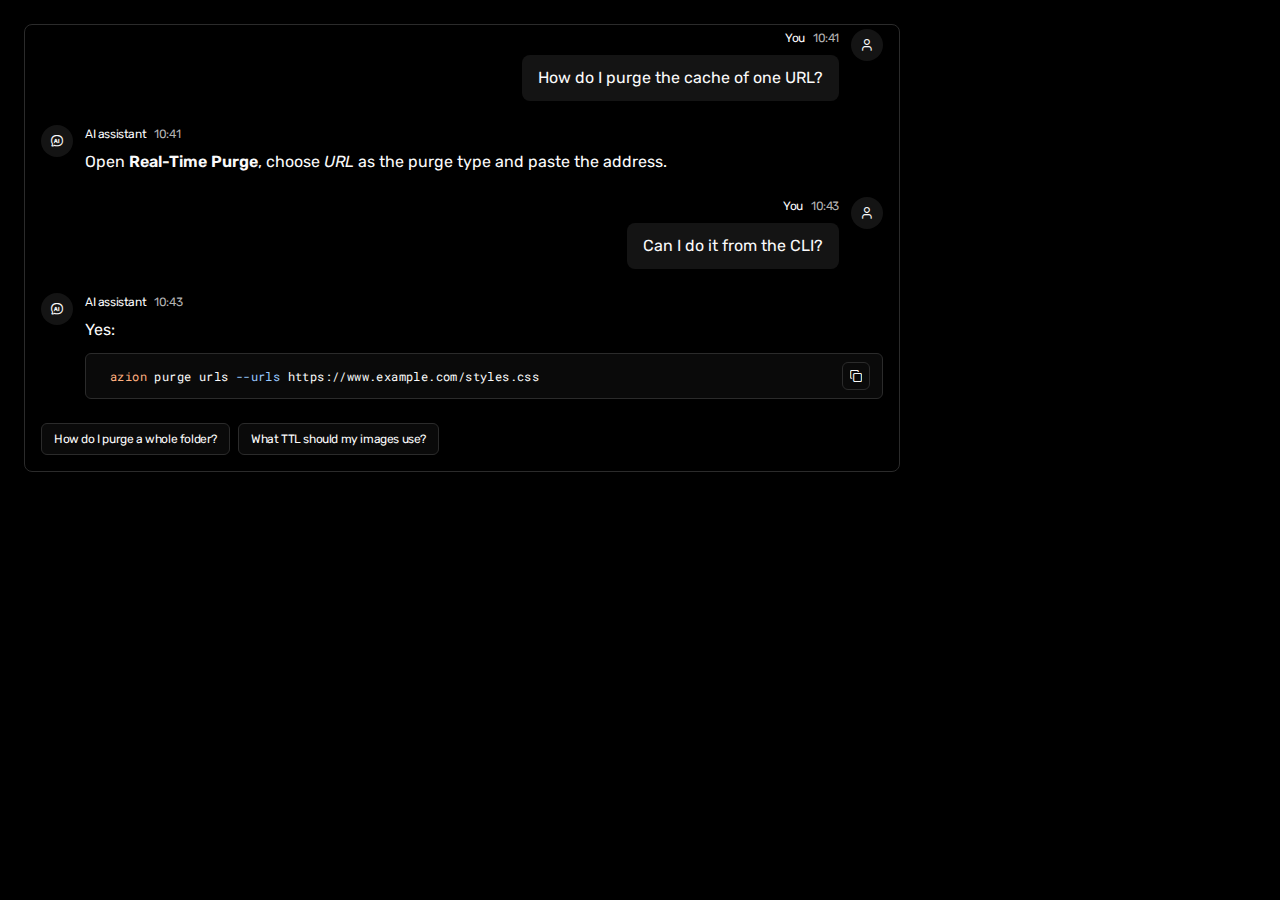 You 10:41
How do I purge the cache of one URL?
AI assistant 10:41
Open Real-Time Purge, choose URL as the purge type and paste the address.
You 10:43
Can I do it from the CLI?
AI assistant 10:43
Yes:
azion purge urls --urls https://www.example.com/styles.css
How do I purge a whole folder? What TTL should my images use?